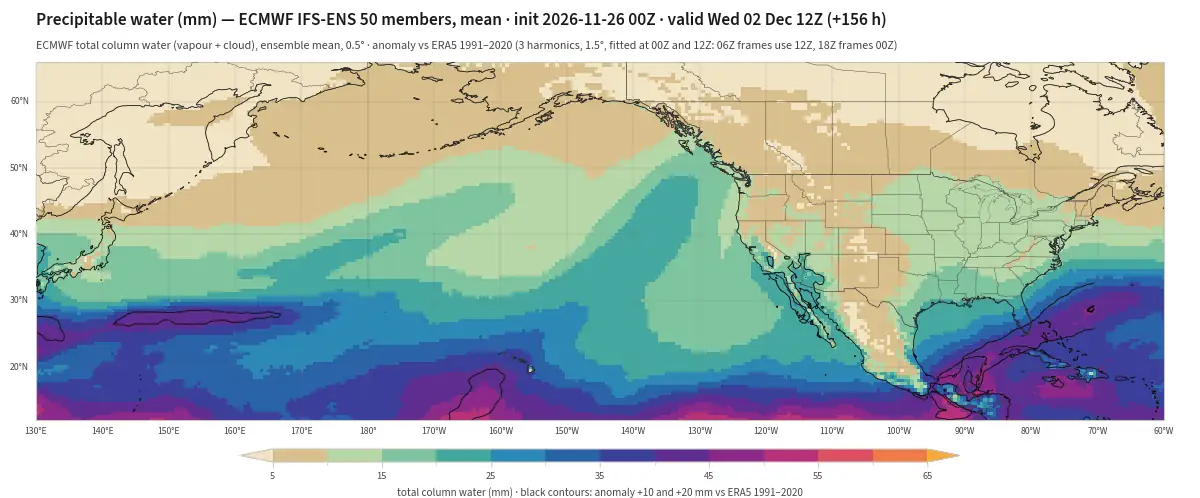 Precipitable water (mm) — ECMWF IFS-ENS 50 members, mean · init 2026-11-26 00Z · valid Wed 02 Dec 12Z (+156 h)
ECMWF total column water (vapour + cloud), ensemble mean, 0.5° · anomaly vs ERA5 1991–2020 (3 harmonics, 1.5°, fitted at 00Z and 12Z: 06Z frames use 12Z, 18Z frames 00Z)
60°N
50°N
40°N
30°N
20°N
130°E 140°E 150°E 160°E 170°E 180° 170°W 160°W 150°W 140°W 130°W 120°W 110°W 100°W 90°W 80°W 70°W 60°W
5 15 25 35 45 55 65
total column water (mm) · black contours: anomaly +10 and +20 mm vs ERA5 1991–2020